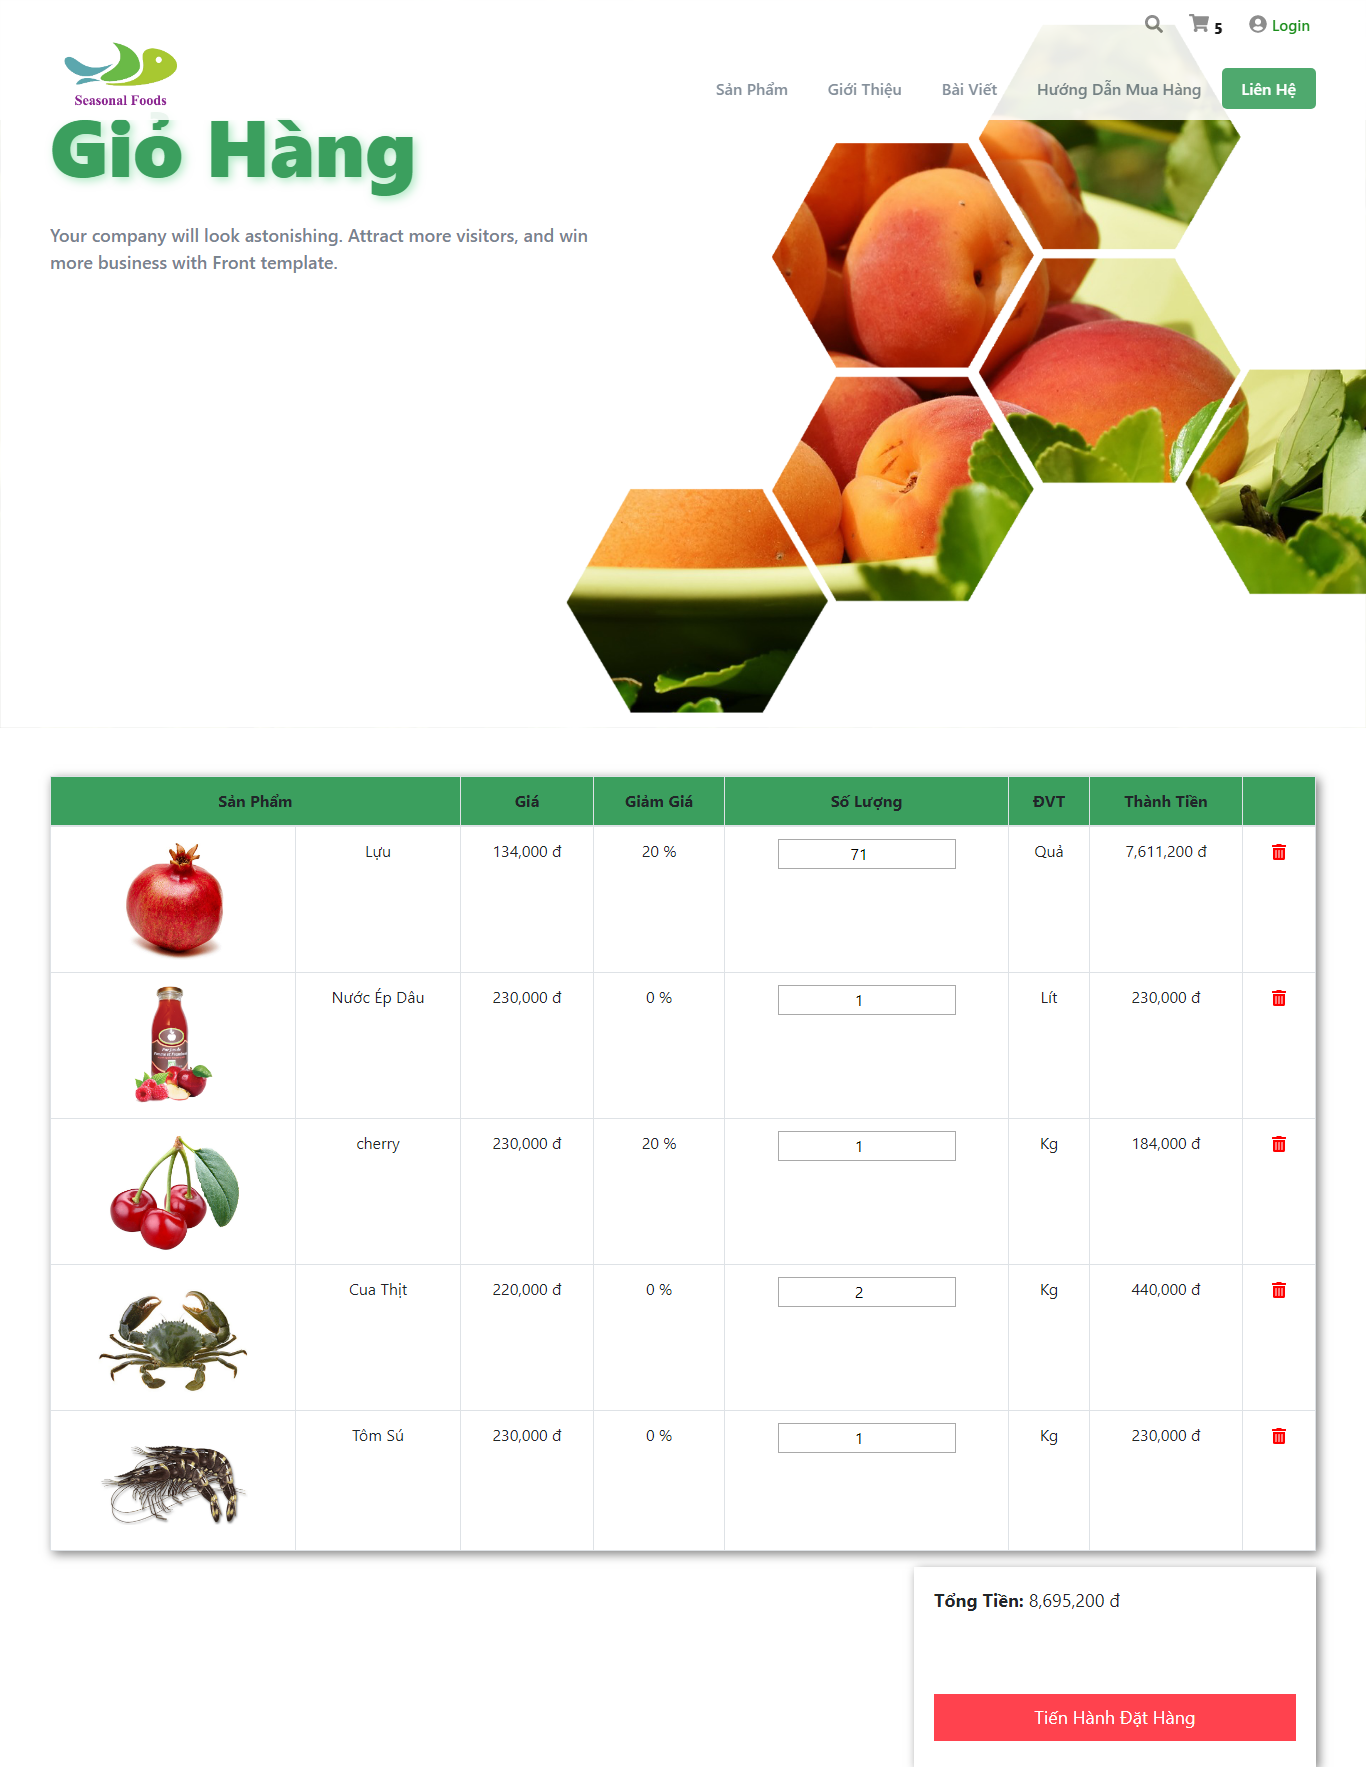 5 Login
Seasonal Foods
Sản Phẩm Giới Thiệu Bài Viết Hướng Dẫn Mua Hàng Liên Hệ
Giỏ Hàng
Your company will look astonishing. Attract more visitors, and win
more business with Front template.
Sản Phẩm Giá Giảm Giá Số Lượng ĐVT Thành Tiền
Lựu 134,000 đ 20 % 71 Quả 7,611,200 đ
Nước Ép Dâu 230,000 đ 0 % 1 Lít 230,000 đ
cherry 230,000 đ 20 % 1 Kg 184,000 đ
Cua Thịt 220,000 đ 0 % 2 Kg 440,000 đ
Tôm Sú 230,000 đ 0 % 1 Kg 230,000 đ
Tổng Tiền: 8,695,200 đ
Tiến Hành Đặt Hàng